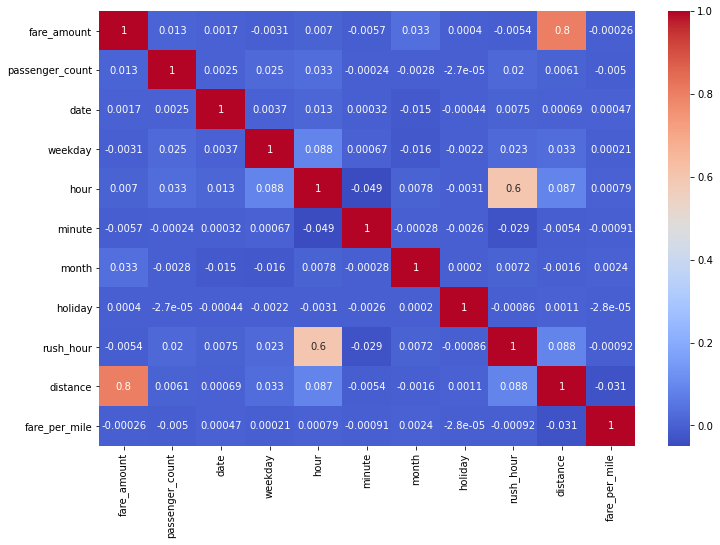 fare_amount 1 0.013 0.0017 -0.0031 0.007 -0.0057 0.033 0.0004 -0.0054 0.8 -0.00026
passenger_count 0.013 1 0.0025 0.025 0.033 -0.00024 -0.0028 -2.7e-05 0.02 0.0061 -0.005
date 0.0017 0.0025 1 0.0037 0.013 0.00032 -0.015 -0.00044 0.0075 0.00069 0.00047
weekday -0.0031 0.025 0.0037 1 0.088 0.00067 -0.016 -0.0022 0.023 0.033 0.00021
hour 0.007 0.033 0.013 0.088 1 -0.049 0.0078 -0.0031 0.6 0.087 0.00079
minute -0.0057 -0.00024 0.00032 0.00067 -0.049 1 -0.00028 -0.0026 -0.029 -0.0054 -0.00091
month 0.033 -0.0028 -0.015 -0.016 0.0078 -0.00028 1 0.0002 0.0072 -0.0016 0.0024
holiday 0.0004 -2.7e-05 -0.00044 -0.0022 -0.0031 -0.0026 0.0002 1 -0.00086 0.0011 -2.8e-05
rush_hour -0.0054 0.02 0.0075 0.023 0.6 -0.029 0.0072 -0.00086 1 0.088 -0.00092
distance 0.8 0.0061 0.00069 0.033 0.087 -0.0054 -0.0016 0.0011 0.088 1 -0.031
fare_per_mile -0.00026 -0.005 0.00047 0.00021 0.00079 -0.00091 0.0024 -2.8e-05 -0.00092 -0.031 1
fare_amount
passenger_count
date
weekday
hour
minute
month
holiday
rush_hour
distance
fare_per_mile
1.0
0.8
0.6
0.4
0.2
0.0